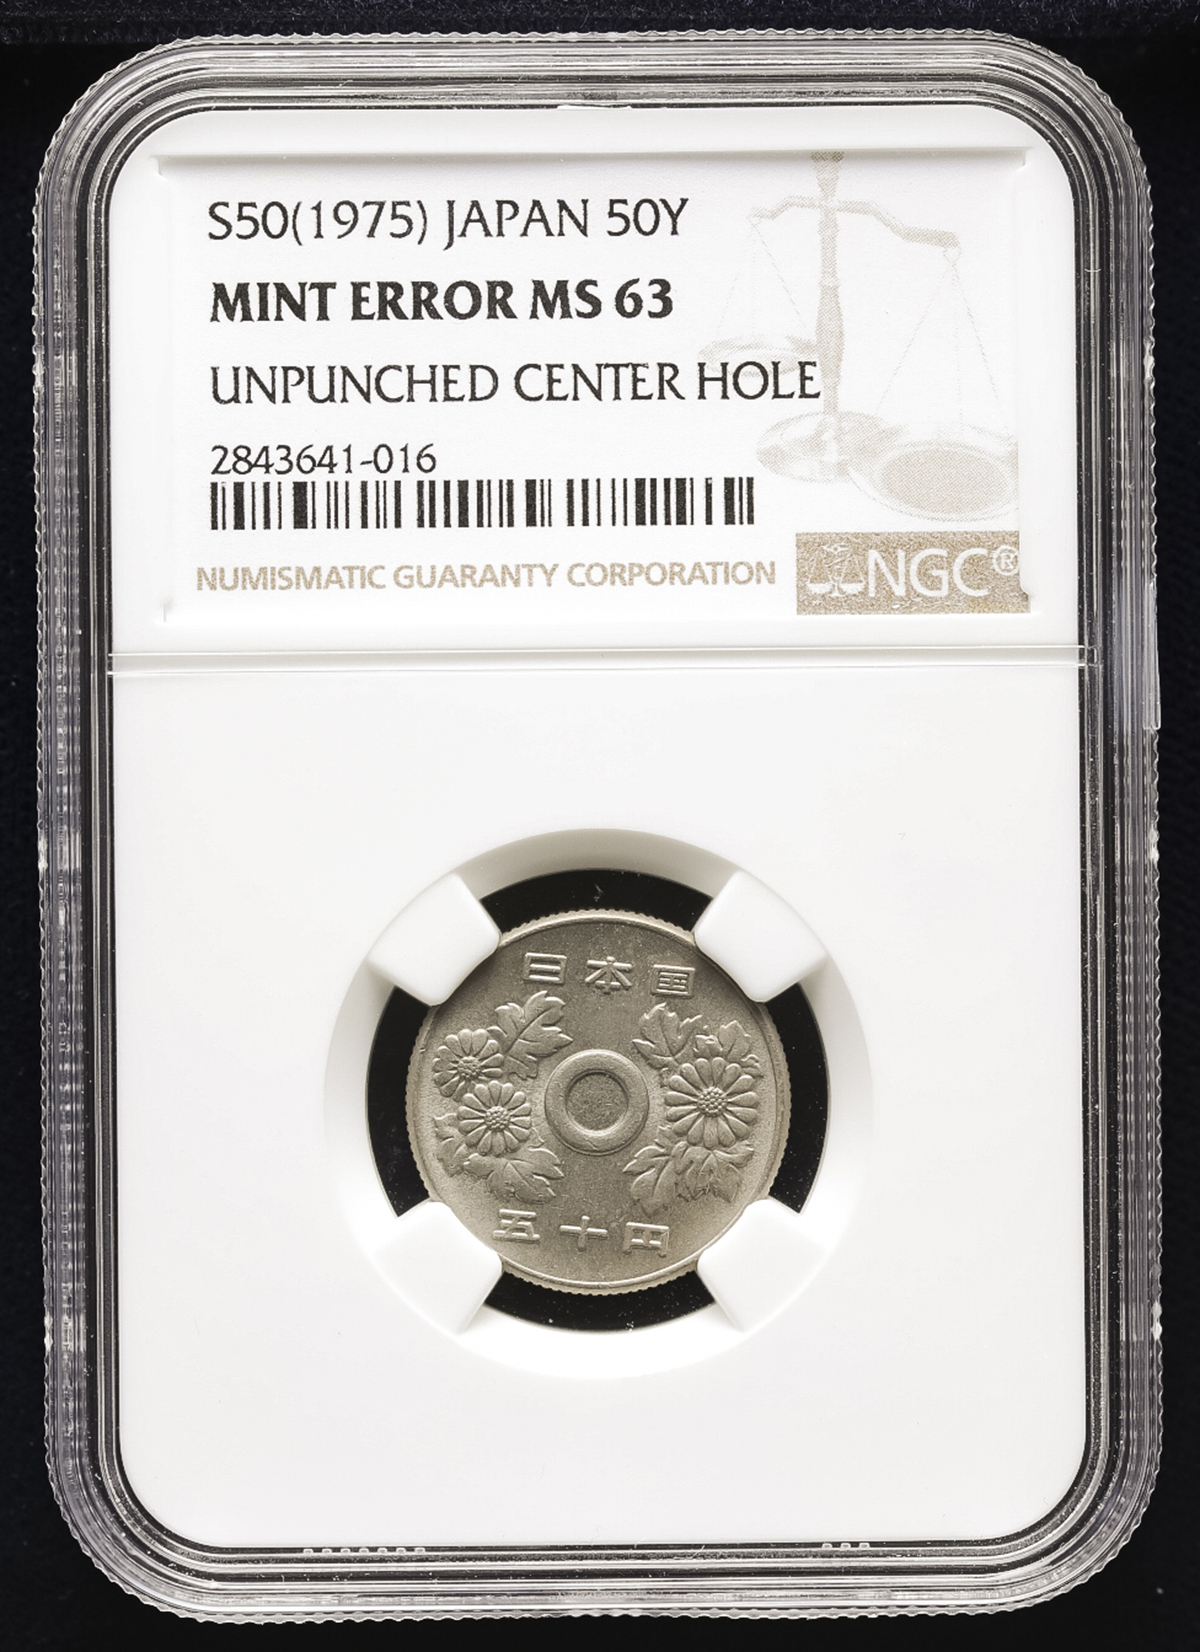 S50(1975) JAPAN 50Y
MINT ERROR MS 63
UNPUNCHED CENTER HOLE
2843641-016
NUMISMATIC GUARANTY CORPORATION
NGC®
日本国
五十円